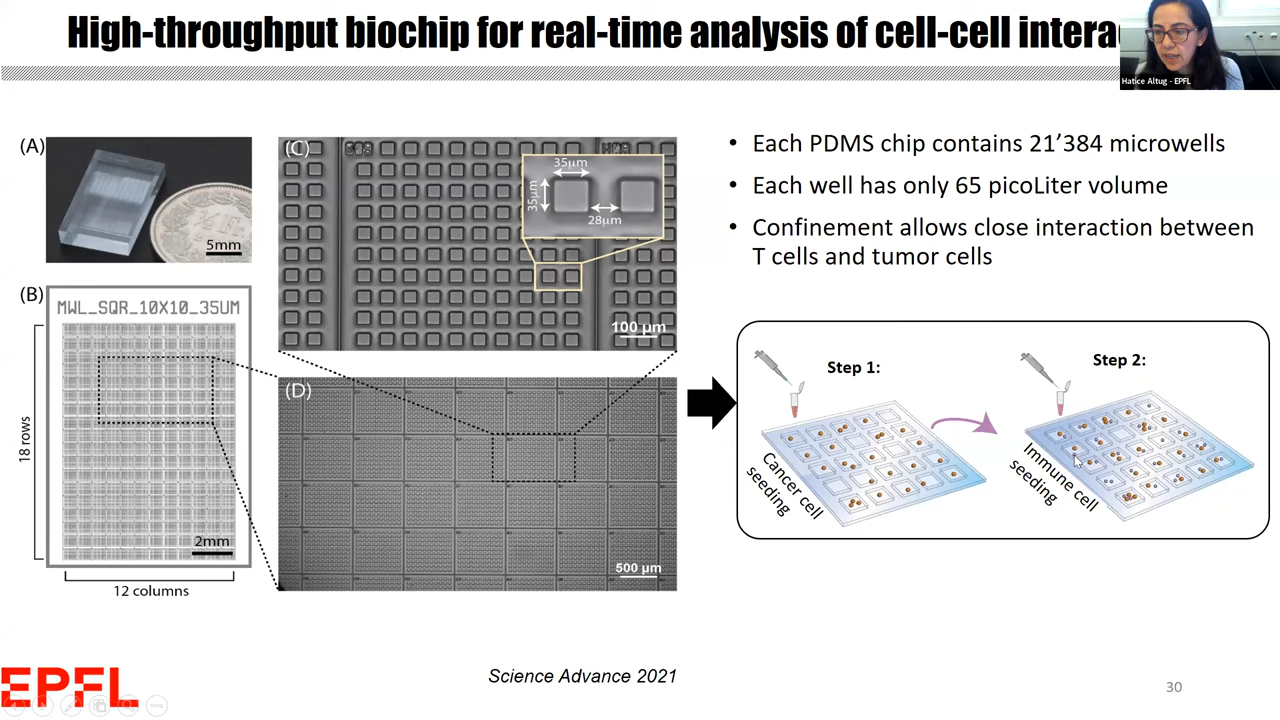 High-throughput biochip for real-time analysis of cell-cell intera
Hatice Altug - EPFL
(A)
5mm
(B)
MWL_SQR_10X10_35UM
18 rows
2mm
12 columns
(C)
35µm
35µm
28µm
100 µm
(D)
500 µm
• Each PDMS chip contains 21’384 microwells
• Each well has only 65 picoLiter volume
• Confinement allows close interaction between
T cells and tumor cells
Step 1:
Cancer cell
seeding
Step 2:
Immune cell
seeding
EPFL
Science Advance 2021
30